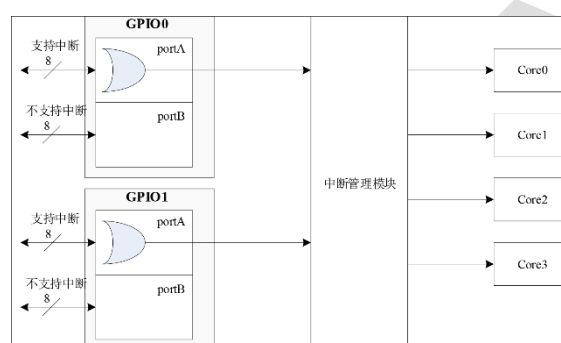 GPIO0
支持中断
8
portA
不支持中断
8
portB
GPIO1
支持中断
8
portA
不支持中断
8
portB
中断管理模块
Core0
Core1
Core2
Core3